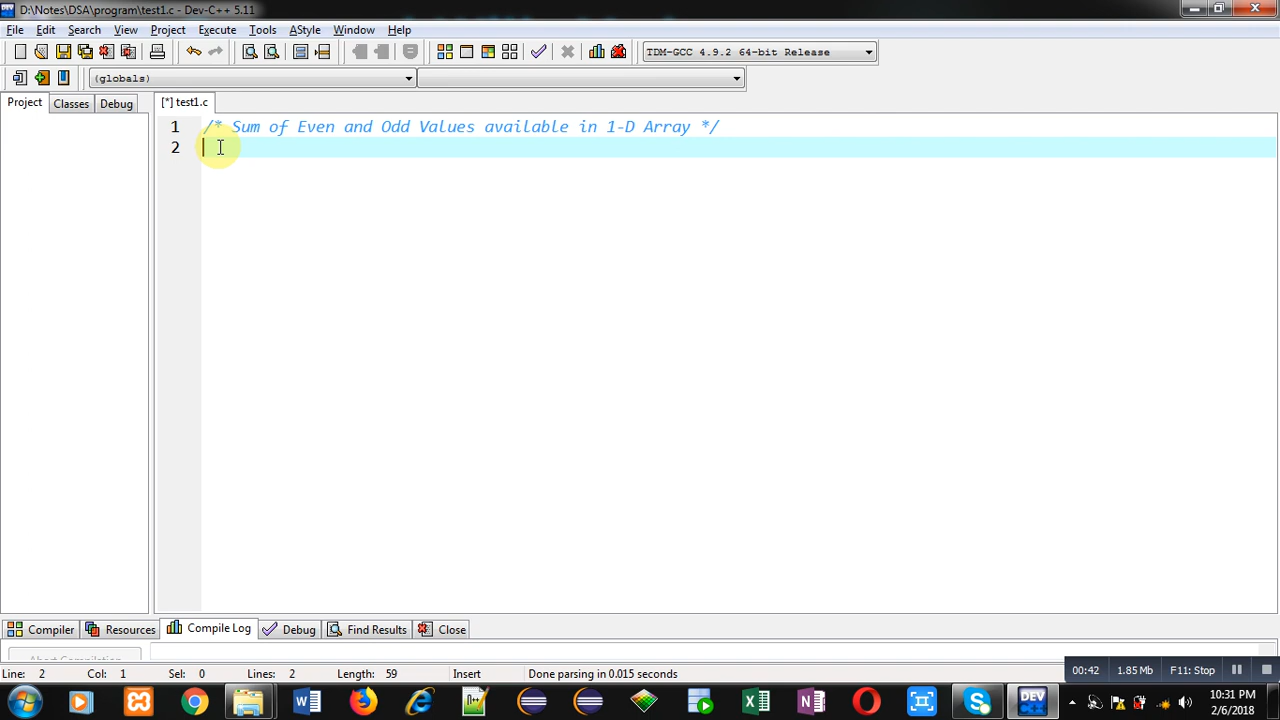 D:\Notes\DSA\program\test1.c - Dev-C++ 5.11
File Edit Search View Project Execute Tools AStyle Window Help
TDM-GCC 4.9.2 64-bit Release
(globals)
Project Classes Debug [*] test1.c
1 /* Sum of Even and Odd Values available in 1-D Array */
2
Compiler Resources Compile Log Debug Find Results Close
Abort Compilation
Line: 2 Col: 1 Sel: 0 Lines: 2 Length: 59 Insert Done parsing in 0.015 seconds
00:42 1.85 Mb F11: Stop
DEV
10:31 PM
2/6/2018